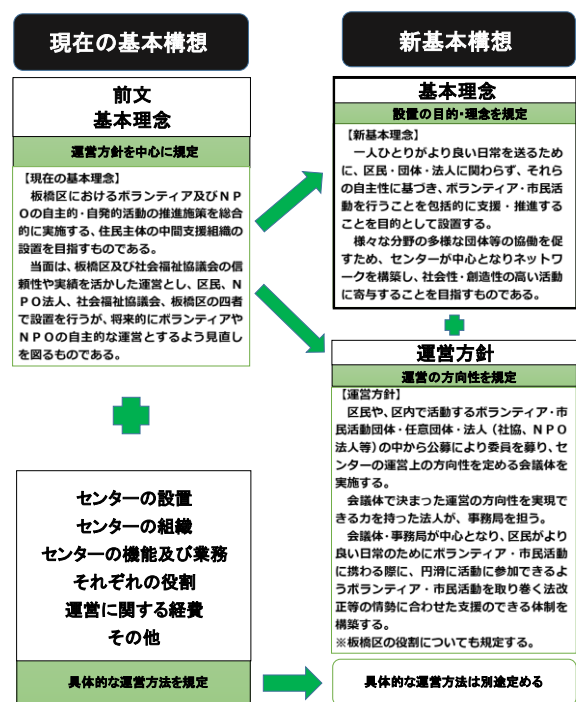 現在の基本構想
前文
基本理念
運営方針を中心に規定
【現在の基本理念】
板橋区におけるボランティア及びNP
Oの自主的・自発的活動の推進施策を総合
的に実施する、住民主体の中間支援組織の
設置を目指すものである。
当面は、板橋区及び社会福祉協議会の信
頼性や実績を活かした運営とし、区民、N
PO法人、社会福祉協議会、板橋区の四者
で設置を行うが、将来的にボランティアや
NPOの自主的な運営とするよう見直し
を図るものである。
センターの設置
センターの組織
センターの機能及び業務
それぞれの役割
運営に関する経費
その他
具体的な運営方法を規定
新基本構想
基本理念
設置の目的・理念を規定
【新基本理念】
一人ひとりがより良い日常を送るため
に、区民・団体・法人に関わらず、それら
の自主性に基づき、ボランティア・市民活
動を行うことを包括的に支援・推進する
ことを目的として設置する。
様々な分野の多様な団体等の協働を促
すため、センターが中心となりネットワ
ークを構築し、社会性・創造性の高い活動
に寄与することを目指すものである。
運営方針
運営の方向性を規定
【運営方針】
区民や、区内で活動するボランティア・市
民活動団体・任意団体・法人（社協、NPO
法人等）の中から公募により委員を募り、セ
ンターの運営上の方向性を定める会議体を
実施する。
会議体で決まった運営の方向性を実現で
きる力を持った法人が、事務局を担う。
会議体・事務局が中心となり、区民がより
良い日常のためにボランティア・市民活動
に携わる際に、円滑に活動に参加できるよ
うボランティア・市民活動を取り巻く法改
正等の情勢に合わせた支援のできる体制を
構築する。
※板橋区の役割についても規定する。
具体的な運営方法は別途定める